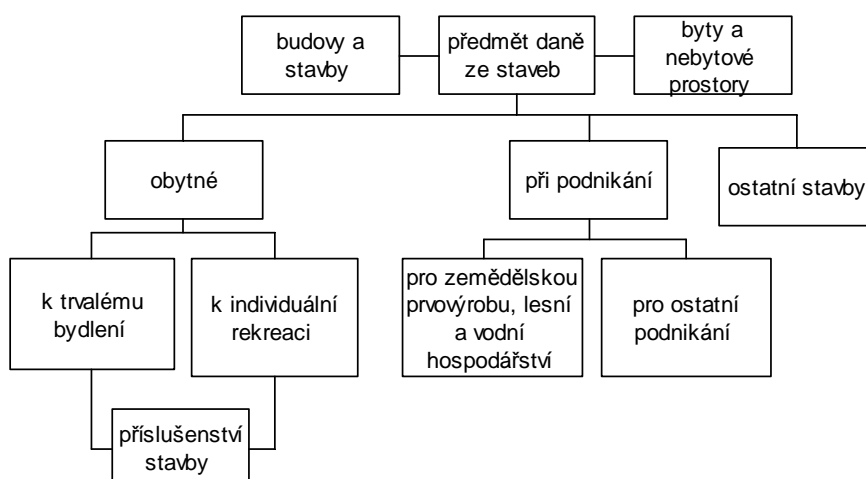 budovy a
stavby
předmět daně
ze staveb
byty a
nebytové
prostory
obytné
při podnikání
ostatní stavby
k trvalému
bydlení
k individuální
rekreaci
pro zemědělskou
prvovýrobu, lesní
a vodní
hospodářství
pro ostatní
podnikání
příslušenství
stavby